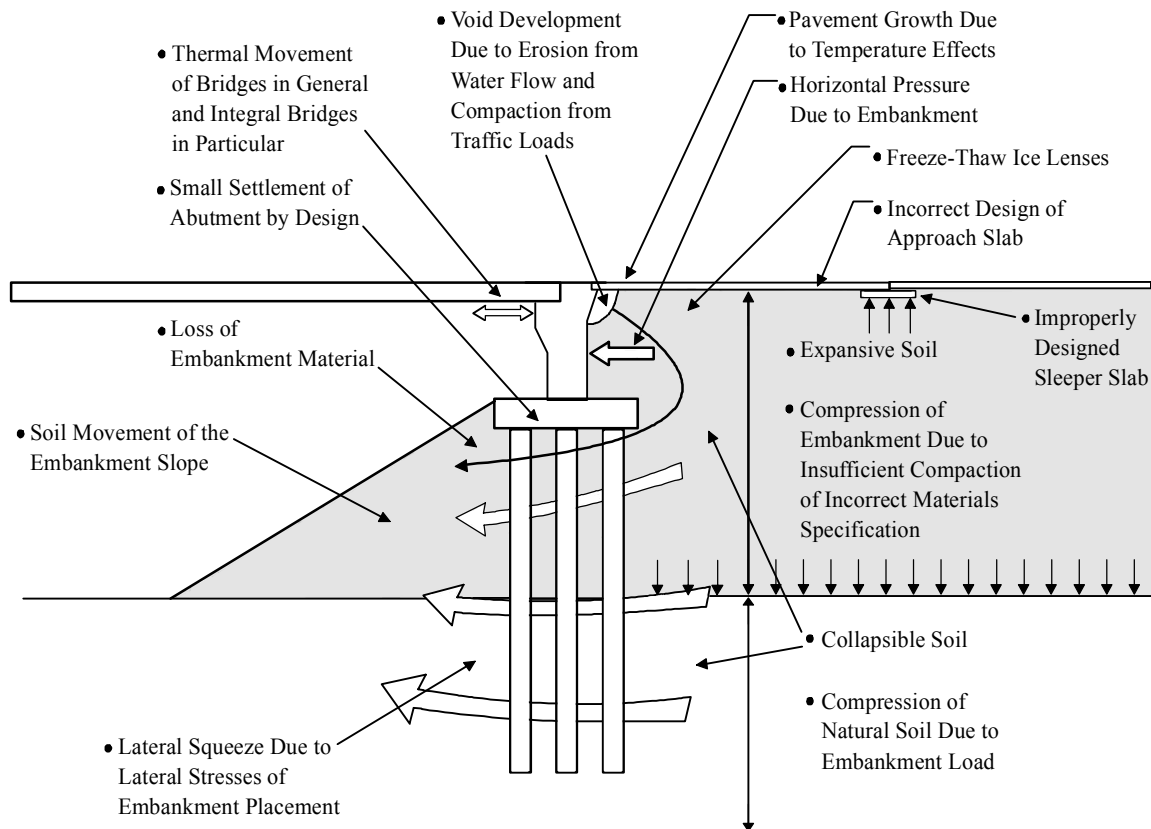 • Thermal Movement
of Bridges in General
and Integral Bridges
in Particular
• Small Settlement of
Abutment by Design
• Void Development
Due to Erosion from
Water Flow and
Compaction from
Traffic Loads
• Pavement Growth Due
to Temperature Effects
• Horizontal Pressure
Due to Embankment
• Freeze-Thaw Ice Lenses
• Incorrect Design of
Approach Slab
• Loss of
Embankment Material
• Soil Movement of the
Embankment Slope
• Expansive Soil
• Improperly
Designed
Sleeper Slab
• Compression of
Embankment Due to
Insufficient Compaction
of Incorrect Materials
Specification
• Collapsible Soil
• Compression of
Natural Soil Due to
Embankment Load
• Lateral Squeeze Due to
Lateral Stresses of
Embankment Placement